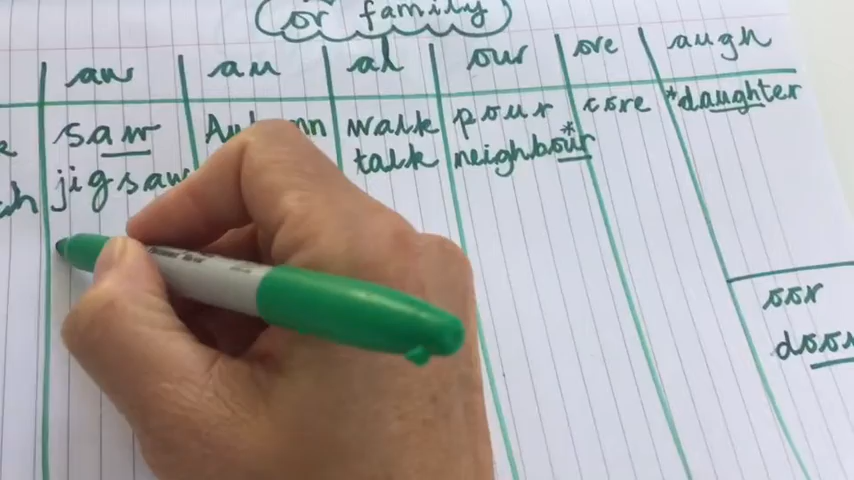 or family
aw au al our ore augh
saw walk pour core *daughter
jigsaw talk neighbour*
oor
door